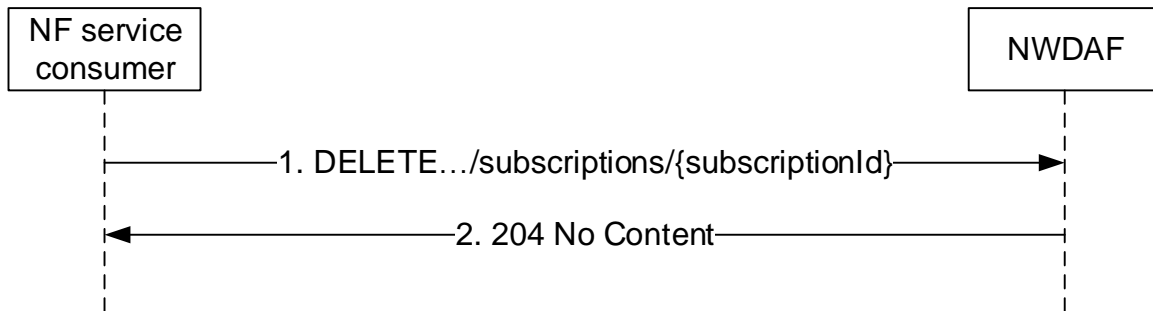 NF service
consumer
NWDAF
1. DELETE…/subscriptions/{subscriptionId}
2. 204 No Content